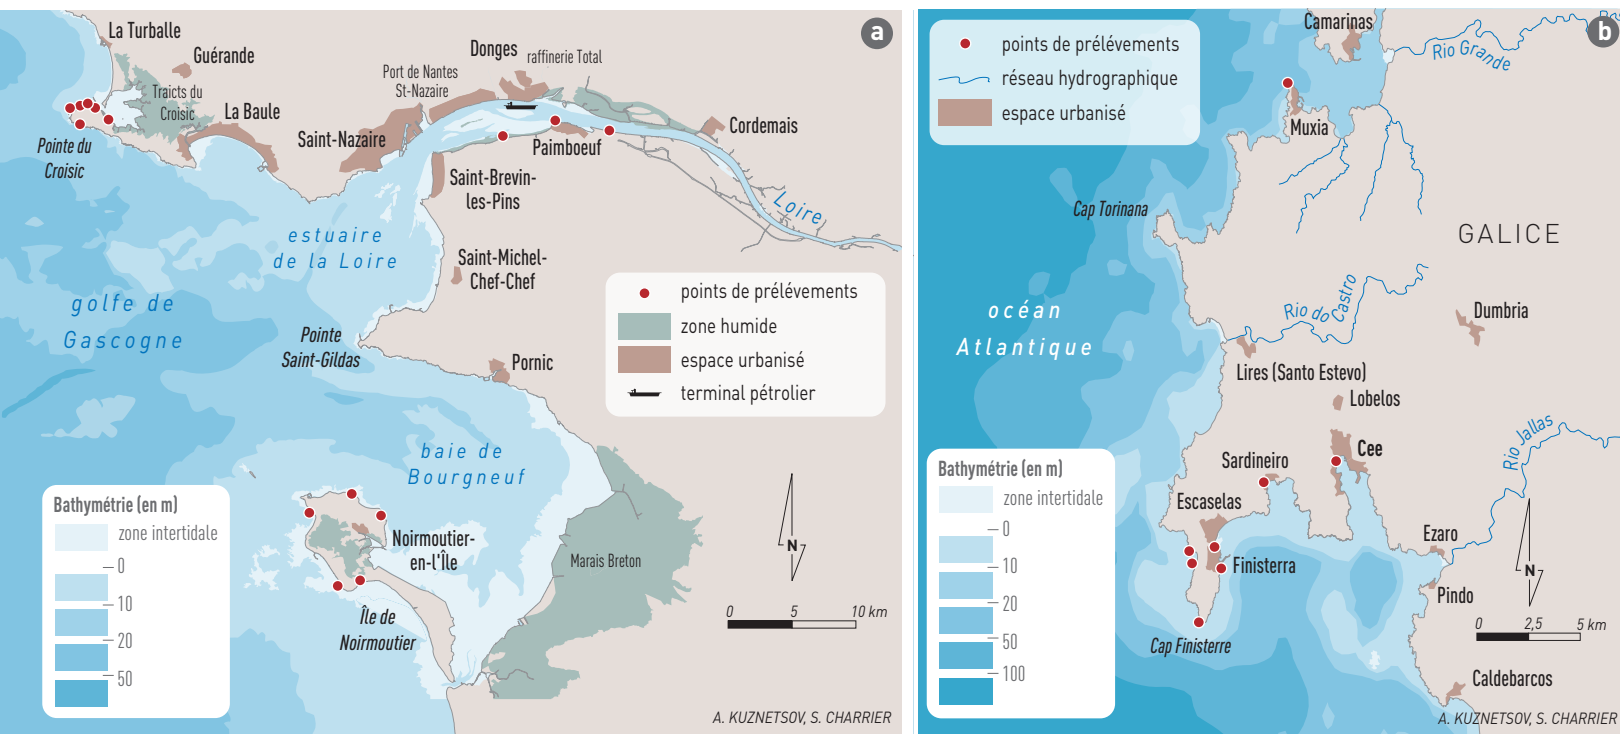 a
La Turballe
Guérande
Traicts du
Croisic
La Baule
Pointe du
Croisic
Saint-Nazaire
Port de Nantes
St-Nazaire
Donges
raffinerie Total
Cordemais
Paimboeuf
Saint-Brevin-
les-Pins
Loire
estuaire
de la Loire
Saint-Michel-
Chef-Chef
golfe de
Gascogne
Pointe
Saint-Gildas
Pornic
points de prélévements
zone humide
espace urbanisé
terminal pétrolier
baie de
Bourgneuf
Noirmoutier-
en-l'Île
Île de
Noirmoutier
Marais Breton
Bathymétrie (en m)
zone intertidale
0
10
20
50
N
0 5 10 km
A. KUZNETSOV, S. CHARRIER
b
points de prélévements
réseau hydrographique
espace urbanisé
Camarinas
Rio Grande
Muxia
Cap Torinana
GALICE
océan
Atlantique
Rio do Castro
Dumbria
Lires (Santo Estevo)
Lobelos
Cee
Rio Jallas
Sardineiro
Escaselas
Finisterra
Cap Finisterre
Ezaro
Pindo
Caldebarcos
Bathymétrie (en m)
zone intertidale
0
10
20
50
100
N
0 2,5 5 km
A. KUZNETSOV, S. CHARRIER